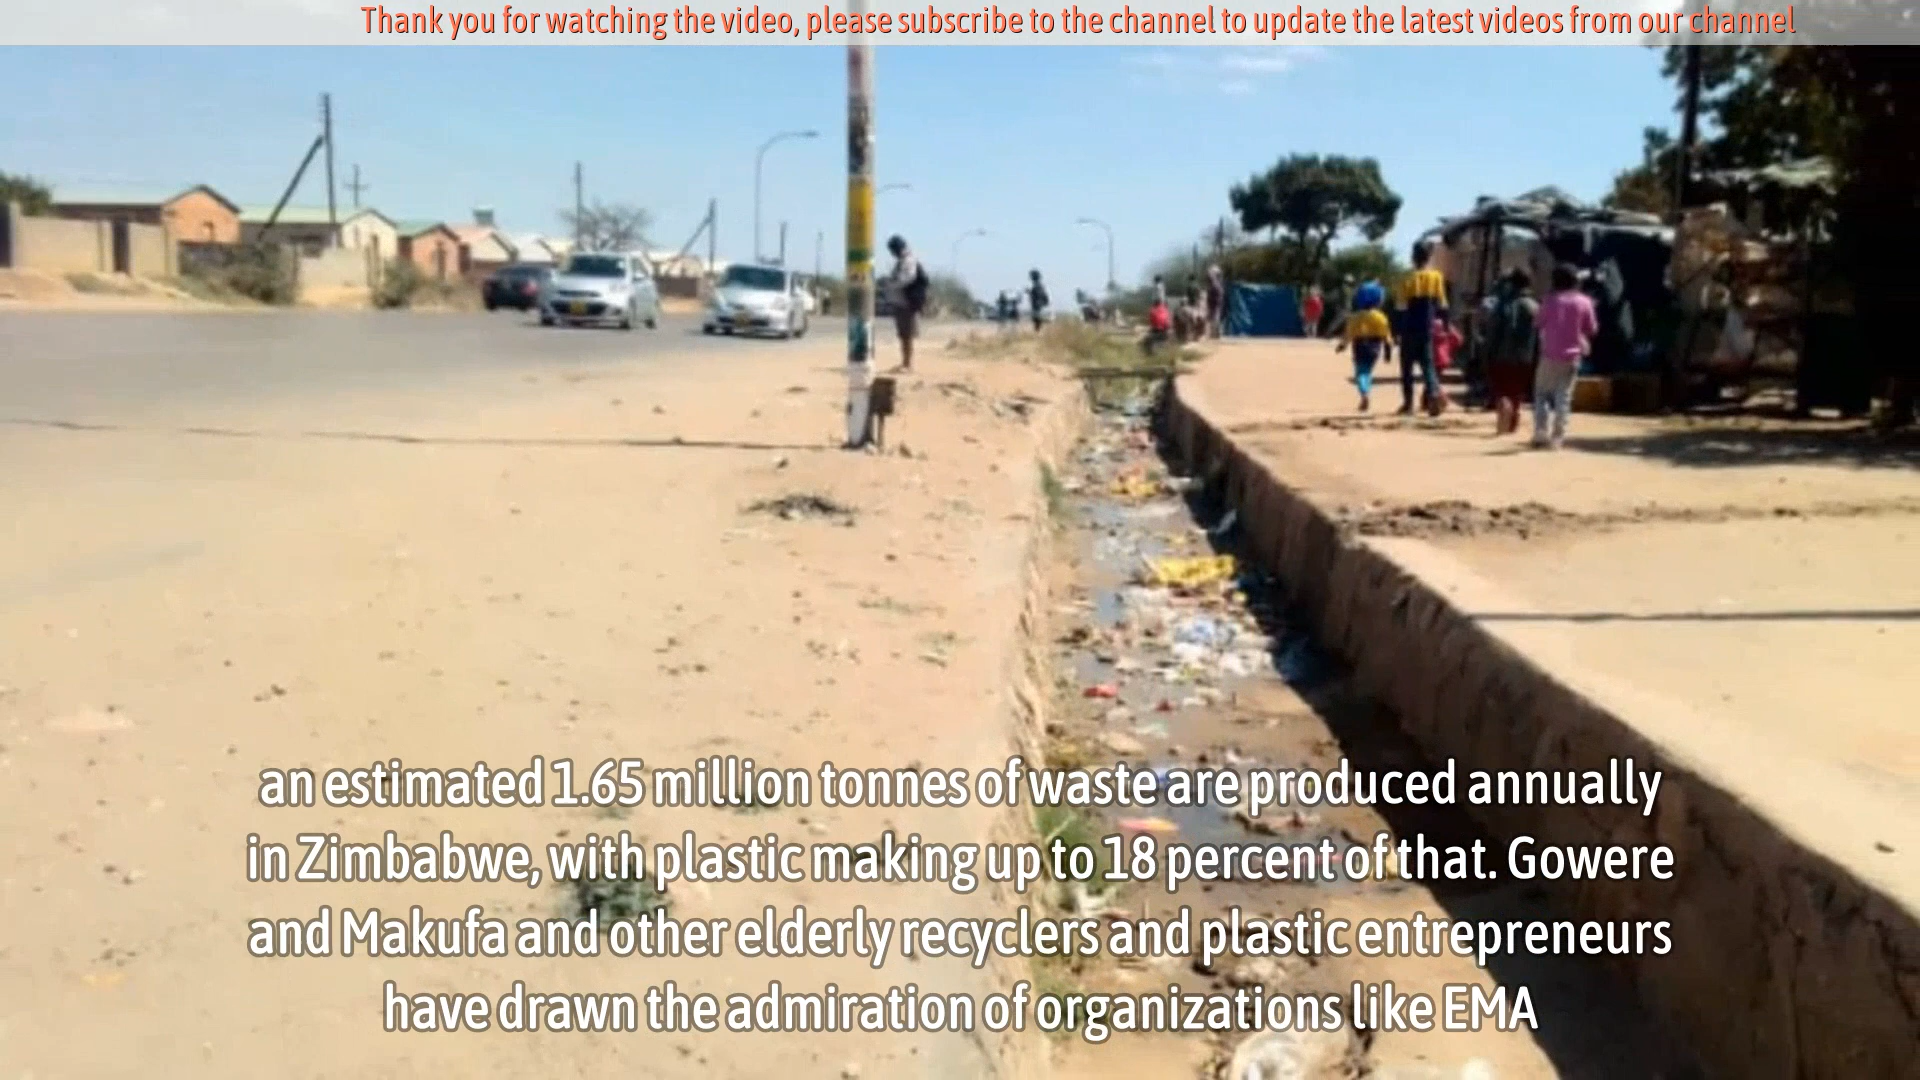 Thank you for watching the video, please subscribe to the channel to update the latest videos from our channel
an estimated 1.65 million tonnes of waste are produced annually
in Zimbabwe, with plastic making up to 18 percent of that. Gowere
and Makufa and other elderly recyclers and plastic entrepreneurs
have drawn the admiration of organizations like EMA